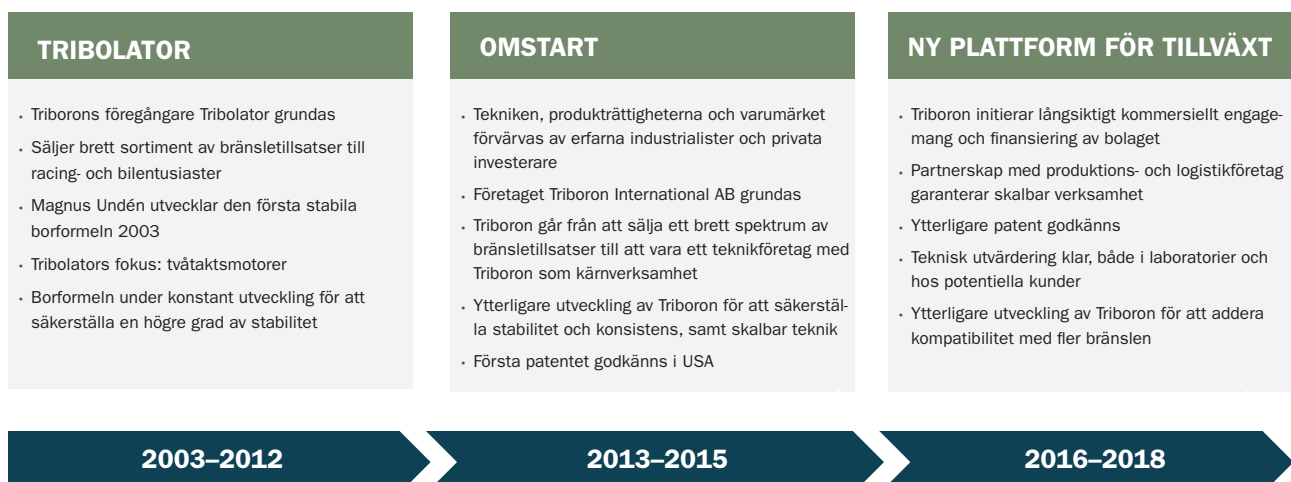 TRIBOLATOR
• Triborons föregångare Tribolator grundas
• Säljer brett sortiment av bränsletillsatser till
racing- och bilentusiaster
• Magnus Undén utvecklar den första stabila
borformeln 2003
• Tribolators fokus: tvåtaktsmotorer
• Borformeln under konstant utveckling för att
säkerställa en högre grad av stabilitet
OMSTART
• Tekniken, produkträttigheterna och varumärket
förvärvas av erfarna industrialister och privata
investerare
• Företaget Triboron International AB grundas
• Triboron går från att sälja ett brett spektrum av
bränsletillsatser till att vara ett teknikföretag med
Triboron som kärnverksamhet
• Ytterligare utveckling av Triboron för att säkerstäl-
la stabilitet och konsistens, samt skalbar teknik
• Första patentet godkänns i USA
NY PLATTFORM FÖR TILLVÄXT
• Triboron initierar långsiktigt kommersiellt engage-
mang och finansiering av bolaget
• Partnerskap med produktions- och logistikföretag
garanterar skalbar verksamhet
• Ytterligare patent godkänns
• Teknisk utvärdering klar, både i laboratorier och
hos potentiella kunder
• Ytterligare utveckling av Triboron för att addera
kompatibilitet med fler bränslen
2003–2012
2013–2015
2016–2018